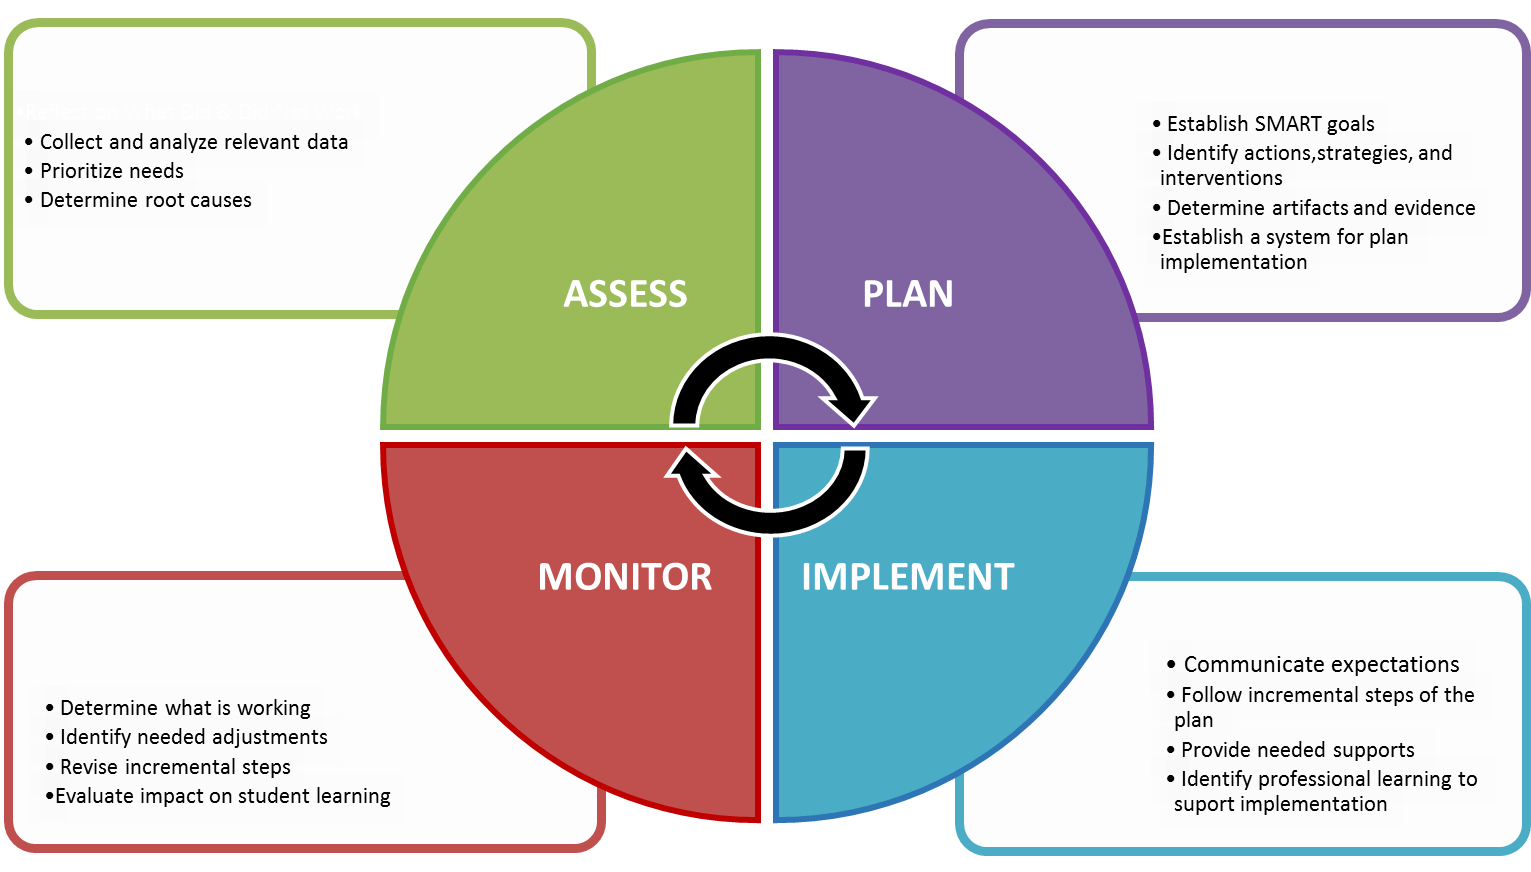 • Collect and analyze relevant data
• Prioritize needs
• Determine root causes
• Establish SMART goals
• Identify actions,strategies, and
interventions
• Determine artifacts and evidence
•Establish a system for plan
implementation
ASSESS
PLAN
MONITOR
IMPLEMENT
• Determine what is working
• Identify needed adjustments
• Revise incremental steps
•Evaluate impact on student learning
• Communicate expectations
• Follow incremental steps of the
plan
• Provide needed supports
• Identify professional learning to
suport implementation